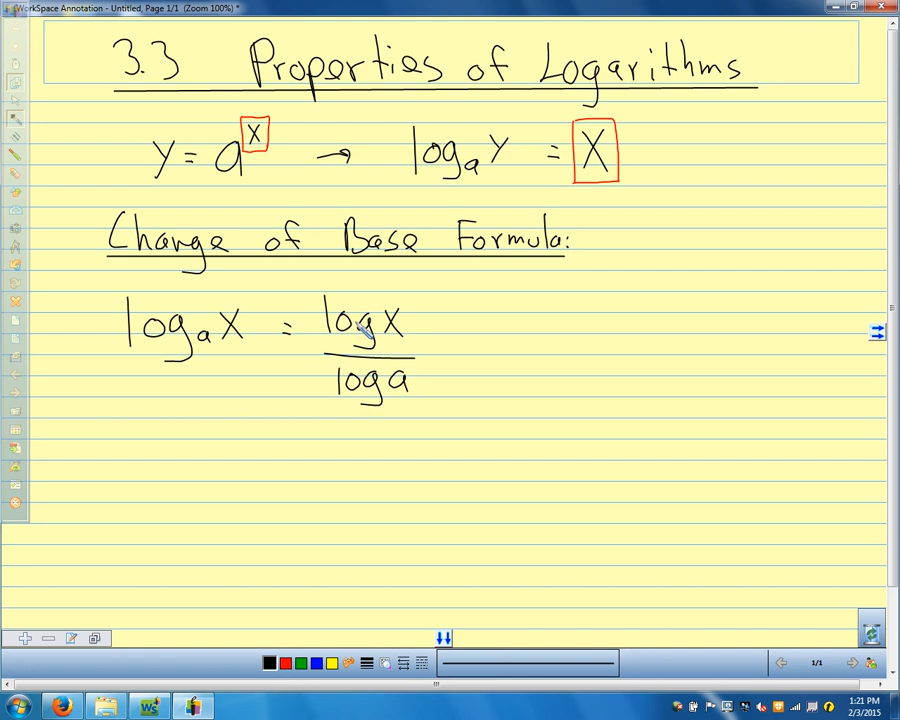 WorkSpace Annotation - Untitled, Page 1/1 (Zoom 100%) *
3.3 Properties of Logarithms
y = a^x → log_a y = x
Change of Base Formula:
log_a x = log x / log a
1/1
1:21 PM
2/3/2015